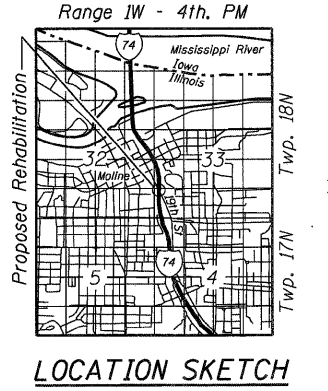 Range 1W - 4th. PM
74
Mississippi River
Iowa
Illinois
Proposed Rehabilitation
Twp. 18N
32
33
Moline
19th St
Twp. 17N
74
5
4
LOCATION SKETCH